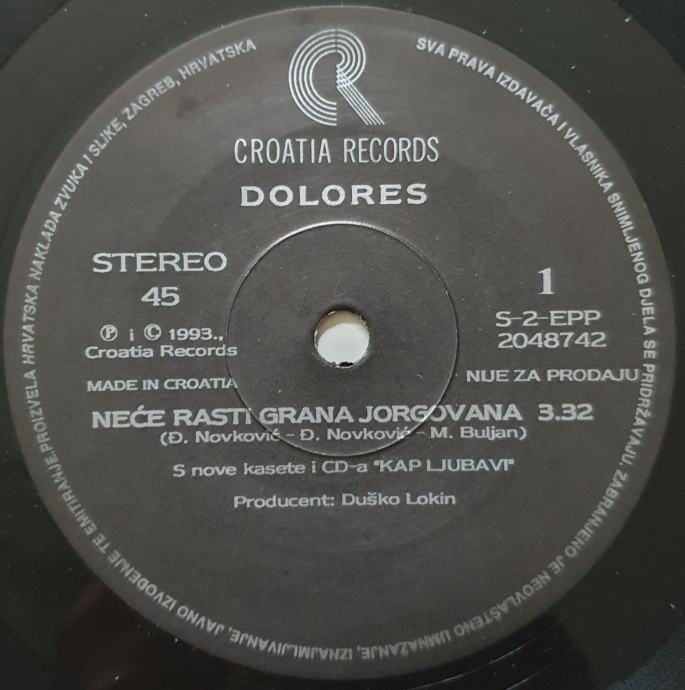 CROATIA RECORDS
DOLORES
STEREO
45
1
S-2-EPP
2048742
℗ i © 1993.,
Croatia Records
MADE IN CROATIA
NIJE ZA PRODAJU
NEĆE RASTI GRANA JORGOVANA 3.32
(Đ. Novković - Đ. Novković - M. Buljan)
S nove kasete i CD-a "KAP LJUBAVI"
Producent: Duško Lokin
PROIZVELA HRVATSKA NAKLADA ZVUKA I SLIKE, ZAGREB, HRVATSKA
SVA PRAVA IZDAVAČA I VLASNIKA SNIMLJENOG DJELA SE PRIDRŽAVAJU. ZABRANJENO JE NEOVLAŠTENO UMNAŽANJE, IZNAJMLJIVANJE, JAVNO IZVOĐENJE TE EMITIRANJE.